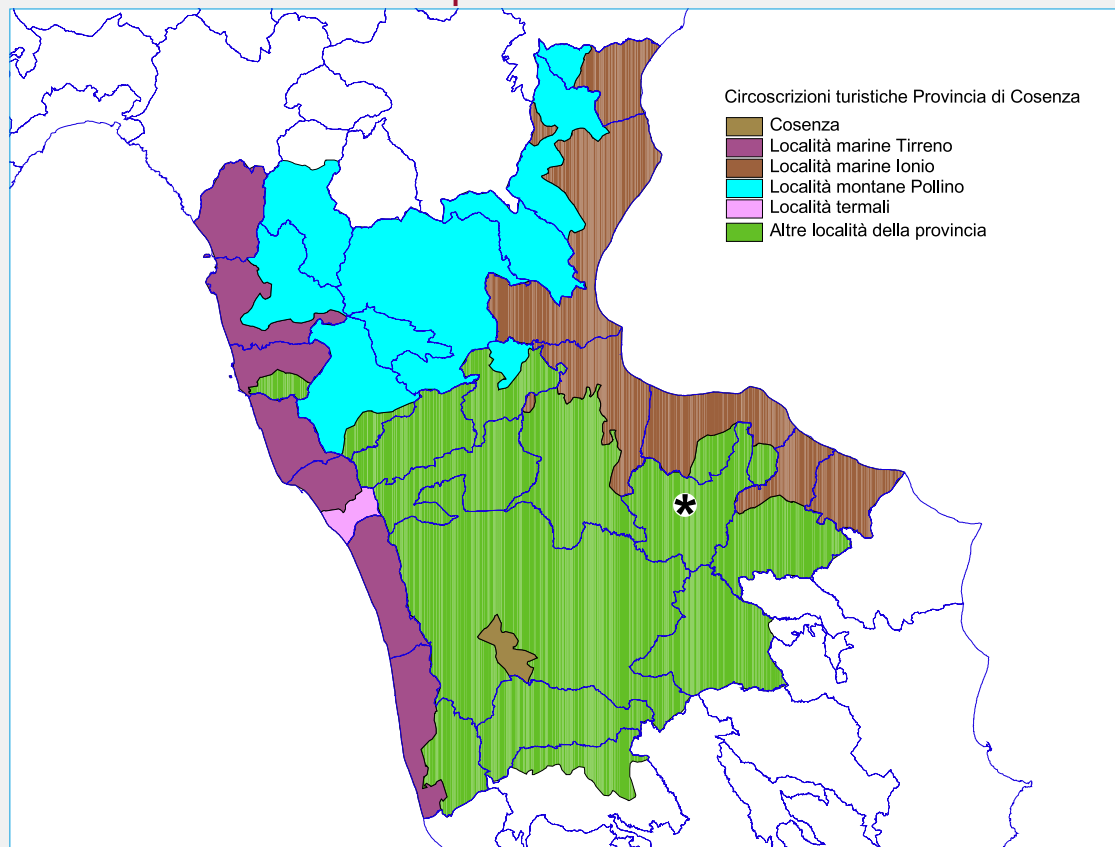 Circoscrizioni turistiche Provincia di Cosenza
Cosenza
Località marine Tirreno
Località marine Ionio
Località montane Pollino
Località termali
Altre località della provincia
*